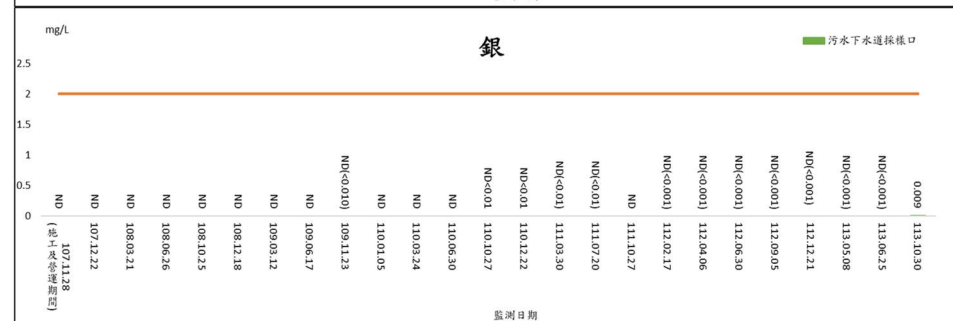 mg/L
銀
污水下水道採樣口
2.5
2
1.5
1
0.5
0
ND
ND
ND
ND
ND
ND
ND
ND
ND(<0.010)
ND
ND
ND
ND<0.01
ND<0.01
ND(<0.01)
ND(<0.01)
ND
ND(<0.001)
ND(<0.001)
ND(<0.001)
ND(<0.001)
ND(<0.001)
ND(<0.001)
ND(<0.001)
0.009
107.11.28
(施工及營運期間)
107.12.22
108.03.21
108.06.26
108.10.25
108.12.18
109.03.12
109.06.17
109.11.23
110.01.05
110.03.24
110.06.30
110.10.27
110.12.22
111.03.30
111.07.20
111.10.27
112.02.17
112.04.06
112.06.30
112.09.05
112.12.21
113.05.08
113.06.25
113.10.30
監測日期